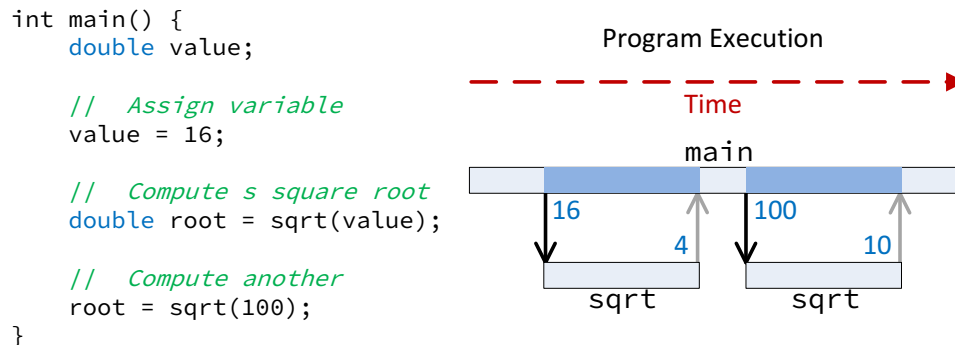 int main() {
double value;
// Assign variable
value = 16;
// Compute s square root
double root = sqrt(value);
// Compute another
root = sqrt(100);
}
Program Execution
Time
main
16
100
4
10
sqrt
sqrt